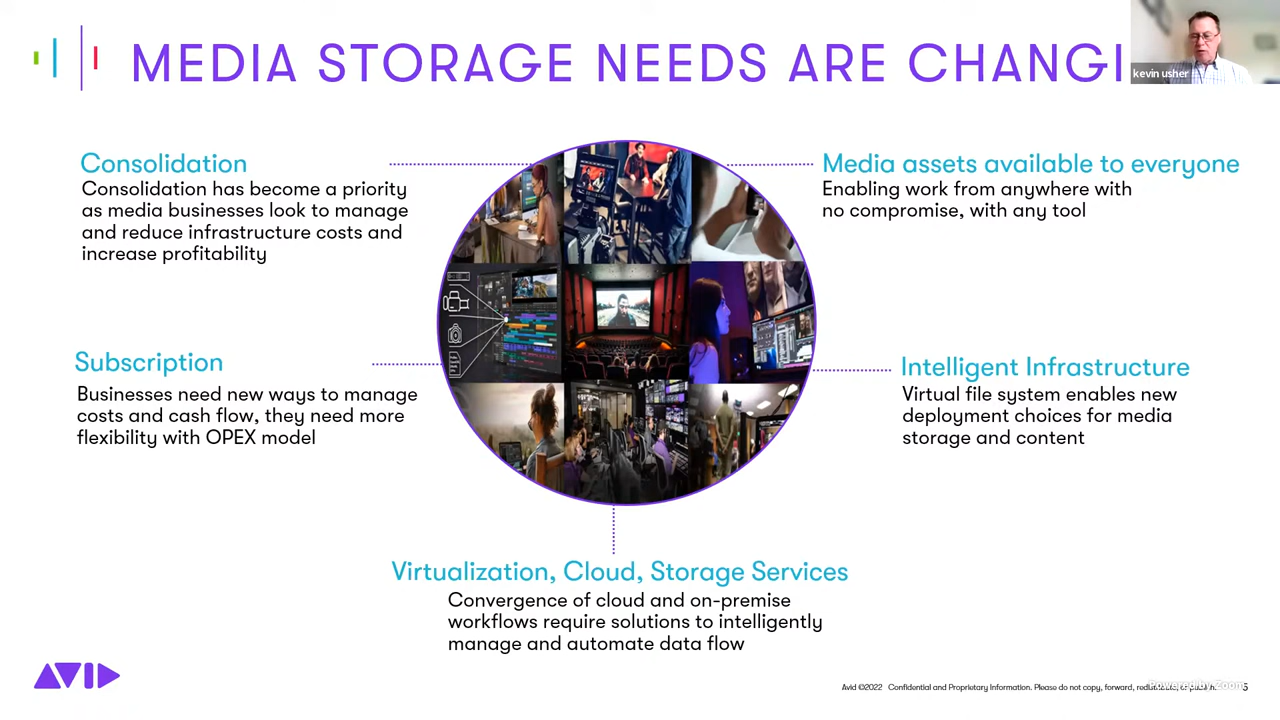 MEDIA STORAGE NEEDS ARE CHANGI
kevin usher
Consolidation
Consolidation has become a priority
as media businesses look to manage
and reduce infrastructure costs and
increase profitability
Media assets available to everyone
Enabling work from anywhere with
no compromise, with any tool
Subscription
Businesses need new ways to manage
costs and cash flow, they need more
flexibility with OPEX model
Intelligent Infrastructure
Virtual file system enables new
deployment choices for media
storage and content
Virtualization, Cloud, Storage Services
Convergence of cloud and on-premise
workflows require solutions to intelligently
manage and automate data flow
AVID
Avid ©2022 Confidential and Proprietary Information. Please do not copy, forward,
Powered by Zoom
5